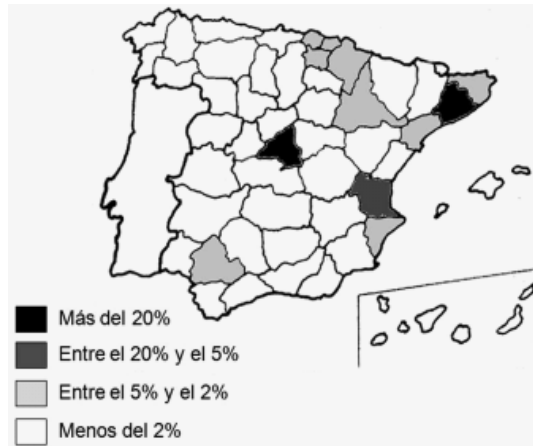 Más del 20%
Entre el 20% y el 5%
Entre el 5% y el 2%
Menos del 2%